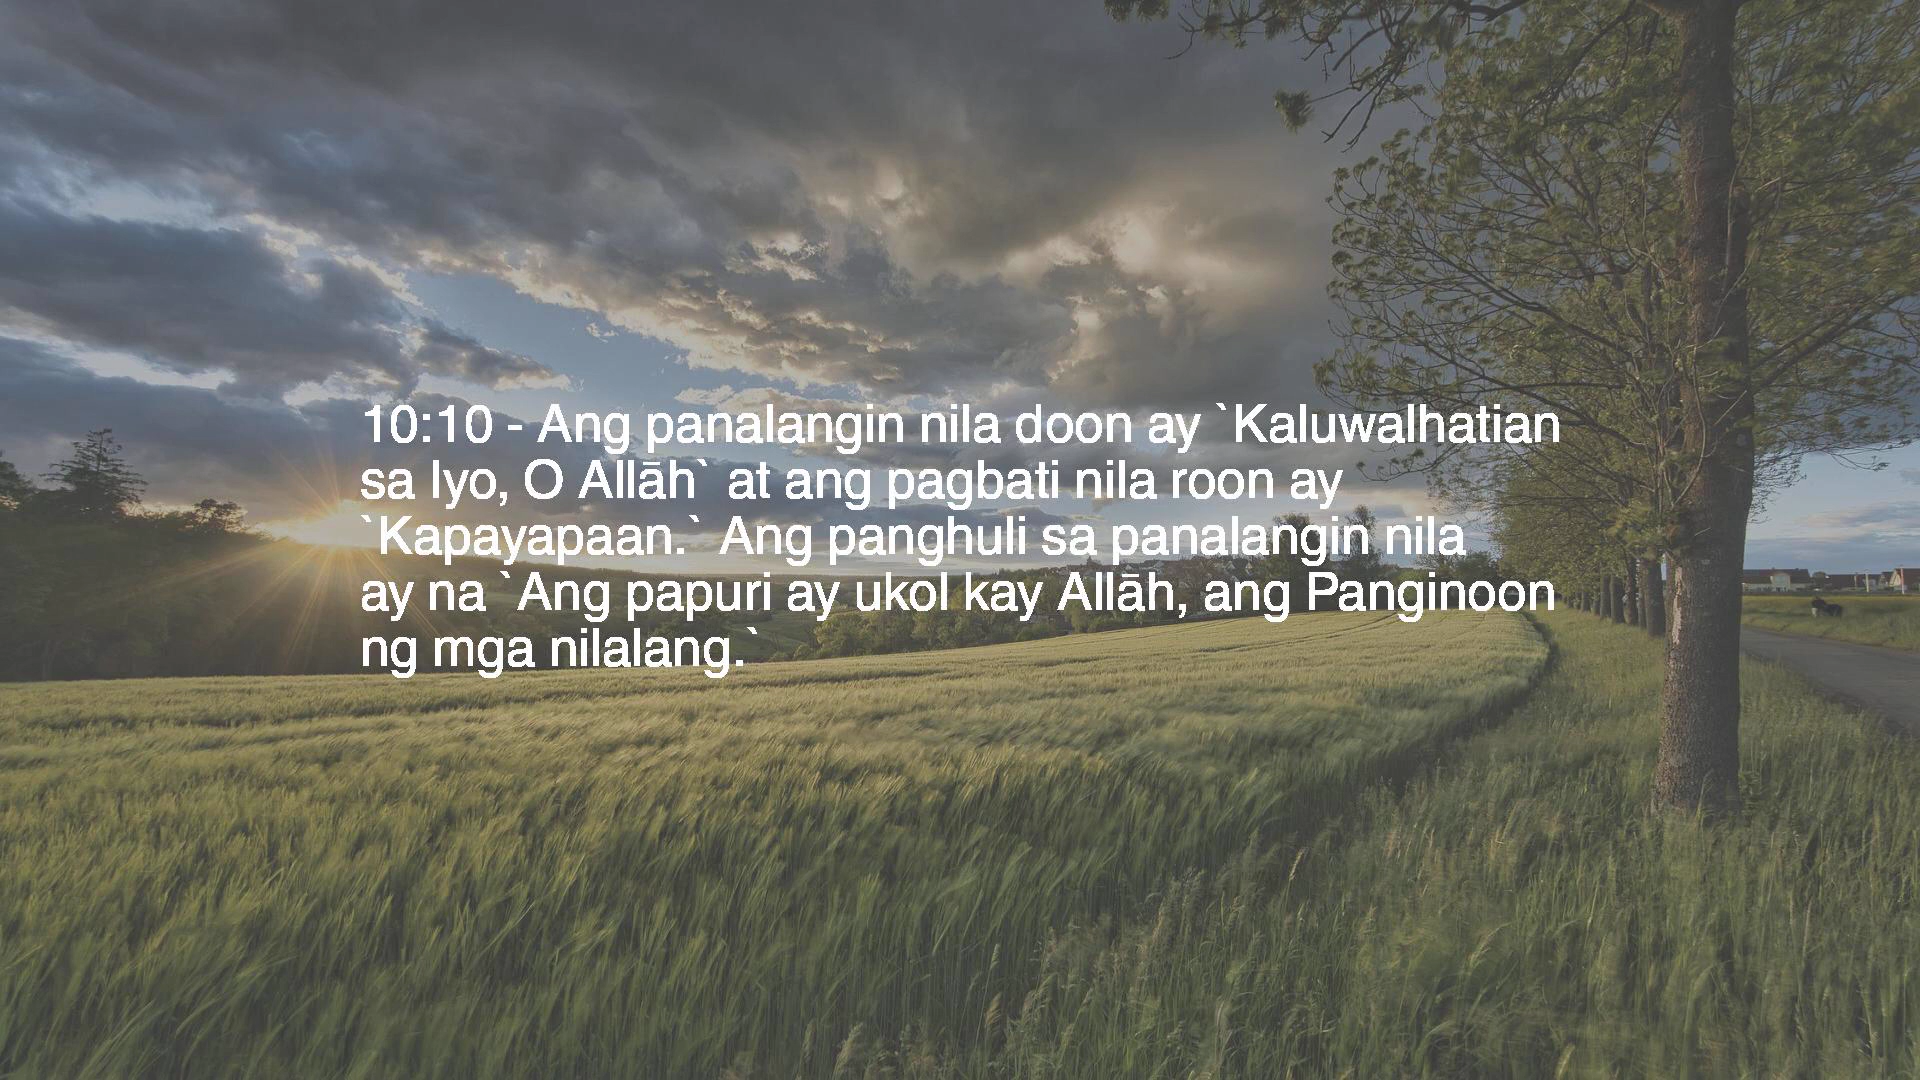 10:10 - Ang panalangin nila doon ay `Kaluwalhatian
sa Iyo, O Allāh` at ang pagbati nila roon ay
`Kapayapaan.` Ang panghuli sa panalangin nila
ay na `Ang papuri ay ukol kay Allāh, ang Panginoon
ng mga nilalang.`